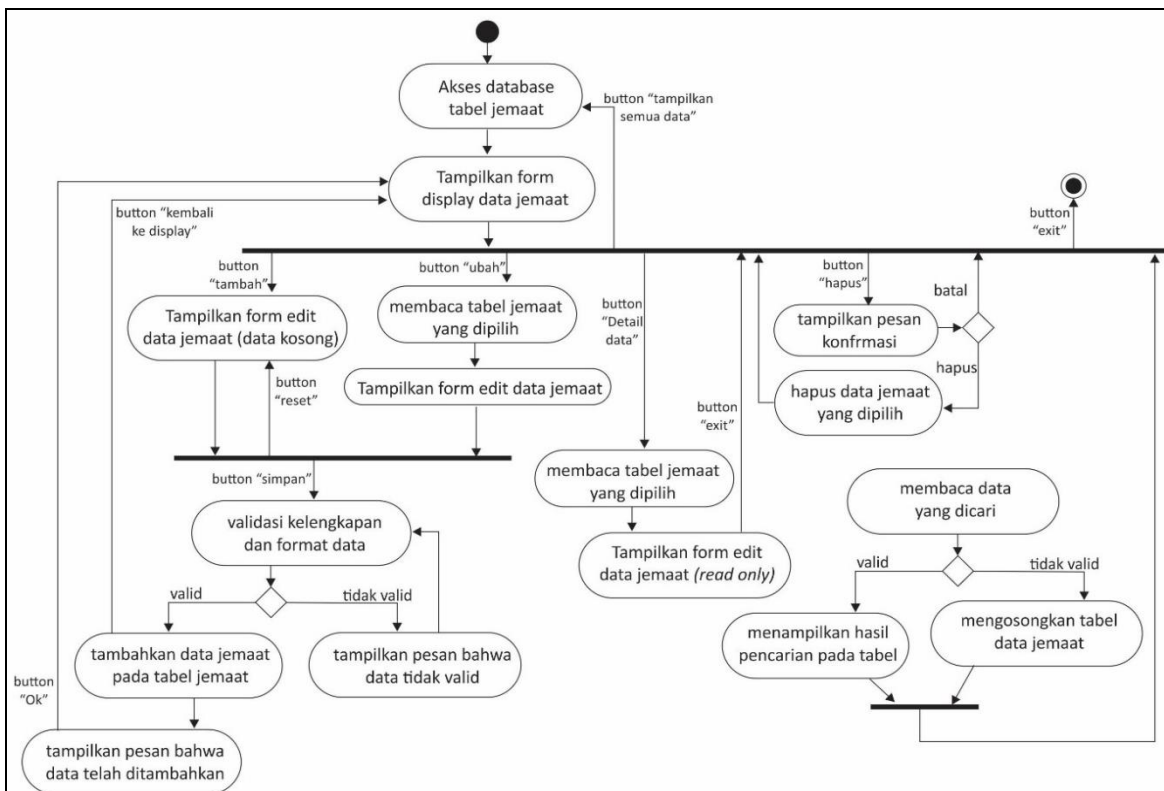 Akses database
tabel jemaat
button “tampilkan
semua data”
Tampilkan form
display data jemaat
button “kembali
ke display”
button
“exit”
button
“tambah”
button “ubah”
button
“Detail
data”
button
“hapus”
batal
Tampilkan form edit
data jemaat (data kosong)
membaca tabel jemaat
yang dipilih
tampilkan pesan
konfrmasi
hapus
button
“reset”
Tampilkan form edit data jemaat
hapus data jemaat
yang dipilih
button
“exit”
button “simpan”
membaca tabel jemaat
yang dipilih
membaca data
yang dicari
validasi kelengkapan
dan format data
Tampilkan form edit
data jemaat (read only)
valid
tidak valid
valid
tidak valid
tambahkan data jemaat
pada tabel jemaat
tampilkan pesan bahwa
data tidak valid
menampilkan hasil
pencarian pada tabel
mengosongkan tabel
data jemaat
button
“Ok”
tampilkan pesan bahwa
data telah ditambahkan